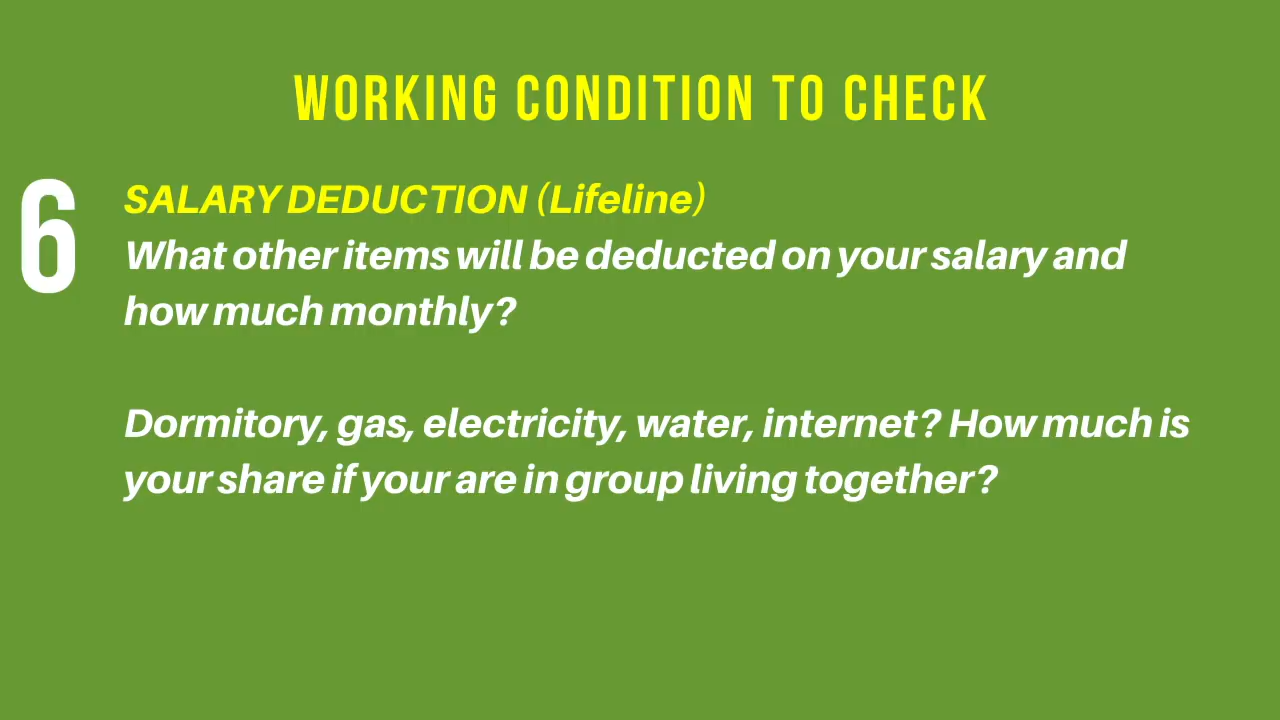 WORKING CONDITION TO CHECK
6
SALARY DEDUCTION (Lifeline)
What other items will be deducted on your salary and
how much monthly?
Dormitory, gas, electricity, water, internet? How much is
your share if your are in group living together?